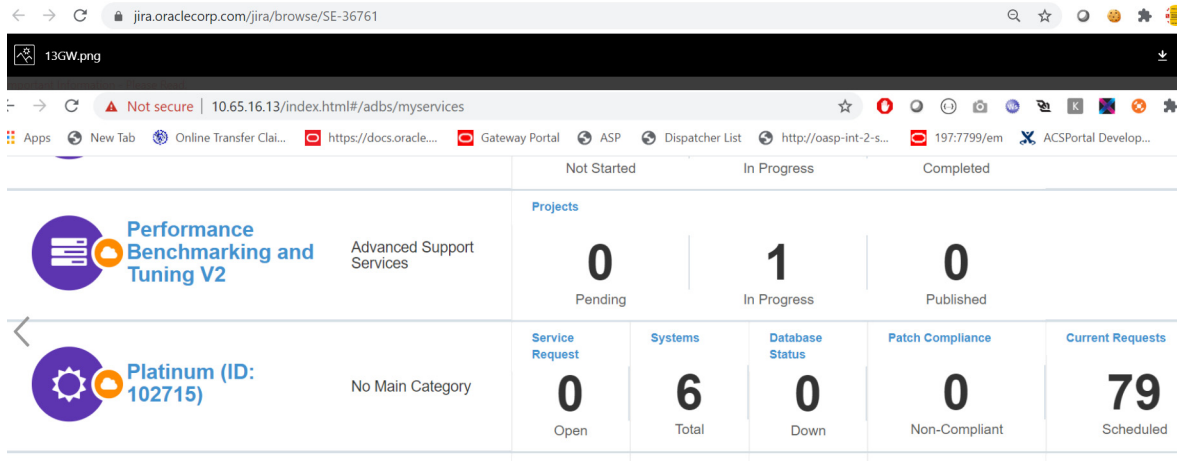 jira.oraclecorp.com/jira/browse/SE-36761
13GW.png
Not secure | 10.65.16.13/index.html#/adbs/myservices
Apps New Tab Online Transfer Clai... https://docs.oracle.... Gateway Portal ASP Dispatcher List http://oasp-int-2-s... 197:7799/em ACSPortal Develop...
Not Started In Progress Completed
Performance
Benchmarking and
Tuning V2
Advanced Support
Services
Projects
0 1 0
Pending In Progress Published
Platinum (ID:
102715)
No Main Category
Service
Request
0
Open
Systems
6
Total
Database
Status
0
Down
Patch Compliance
0
Non-Compliant
Current Requests
79
Scheduled